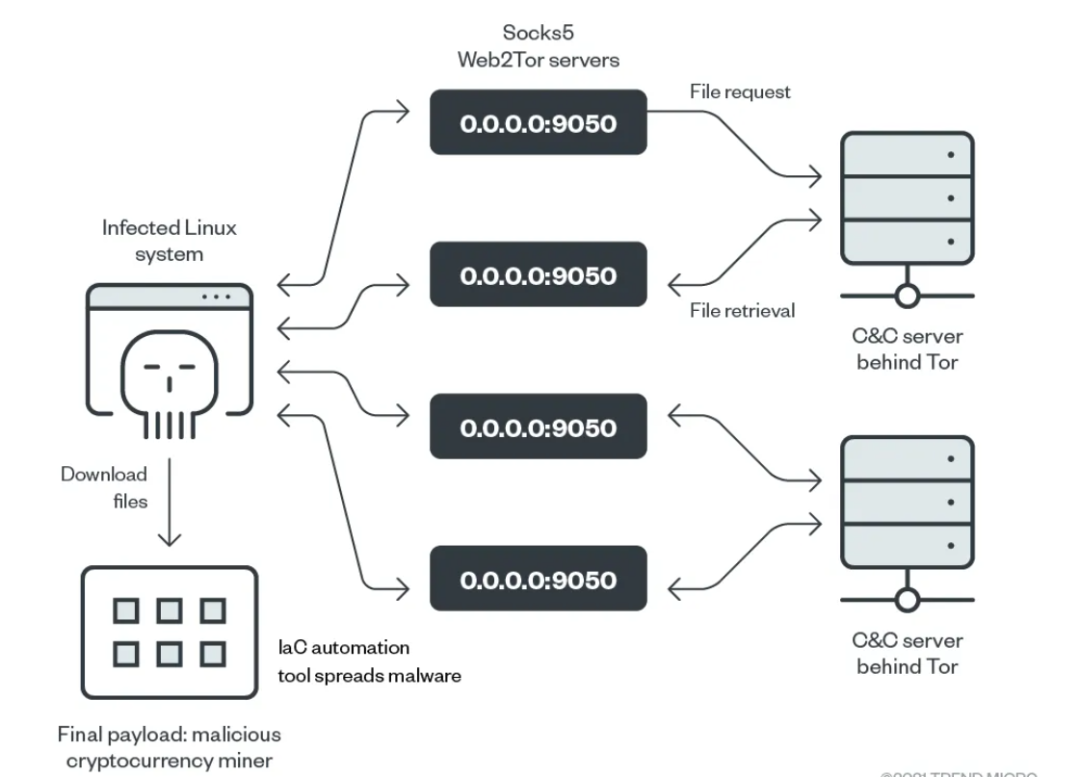 Socks5
Web2Tor servers
0.0.0.0:9050
File request
Infected Linux
system
0.0.0.0:9050
File retrieval
C&C server
behind Tor
0.0.0.0:9050
Download
files
0.0.0.0:9050
IaC automation
tool spreads malware
C&C server
behind Tor
Final payload: malicious
cryptocurrency miner
©2021 TREND MICRO